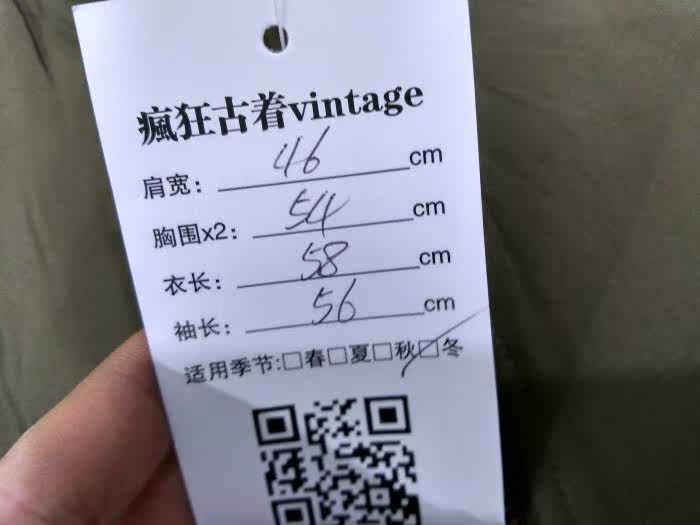 瘋狂古着vintage
肩宽：46cm
胸围x2：54cm
衣长：58cm
袖长：56cm
适用季节:□春□夏□秋□冬